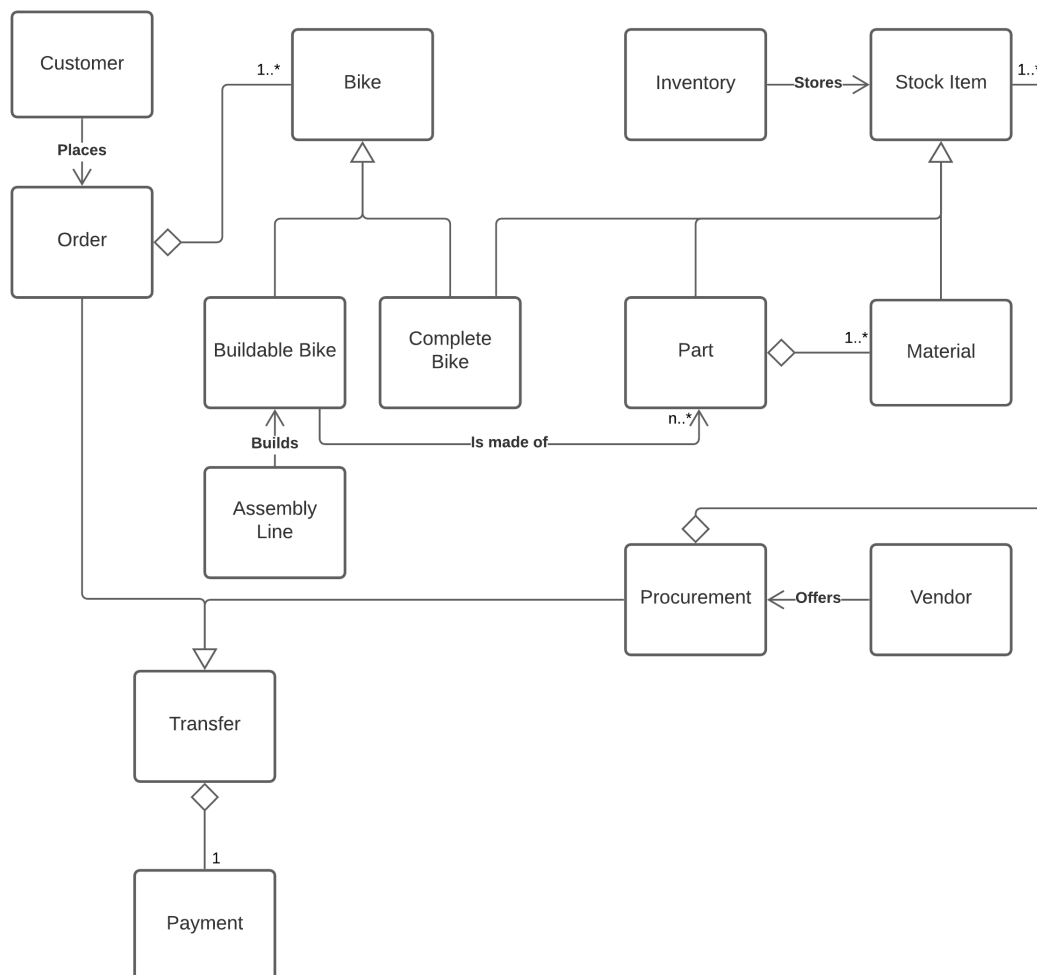 Customer
Places
Order
1..*
Bike
Inventory
Stores
Stock Item
1..*
Buildable Bike
Complete
Bike
Part
1..*
Material
n..*
Is made of
Builds
Assembly
Line
Procurement
Offers
Vendor
Transfer
1
Payment